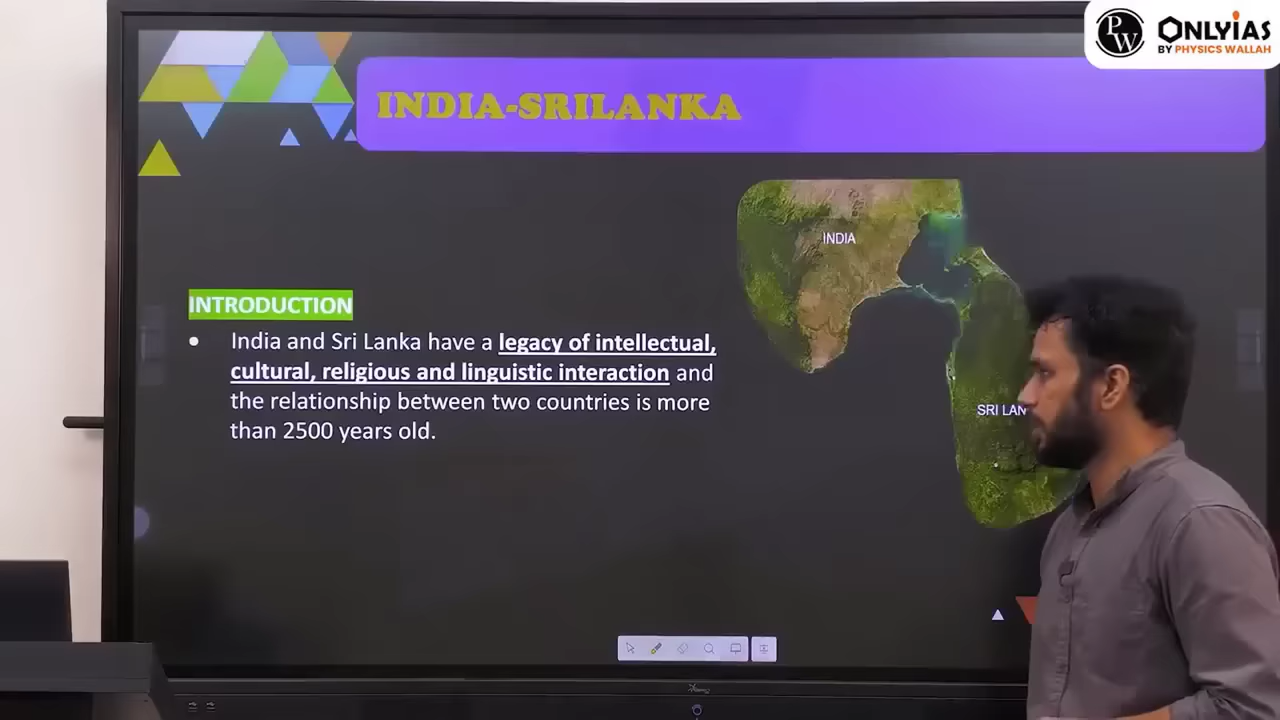 PW
ONLYIAS
BY PHYSICS WALLAH
INDIA-SRILANKA
INDIA
INTRODUCTION
• India and Sri Lanka have a legacy of intellectual,
cultural, religious and linguistic interaction and
the relationship between two countries is more
than 2500 years old.
SRI LAN